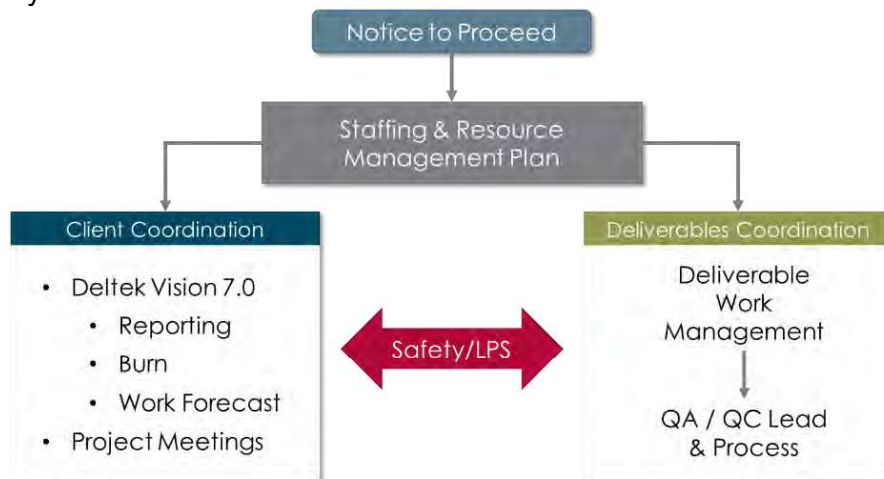 y
Notice to Proceed
Staffing & Resource
Management Plan
Client Coordination
• Deltek Vision 7.0
• Reporting
• Burn
• Work Forecast
• Project Meetings
Safety/LPS
Deliverables Coordination
Deliverable
Work
Management
QA / QC Lead
& Process